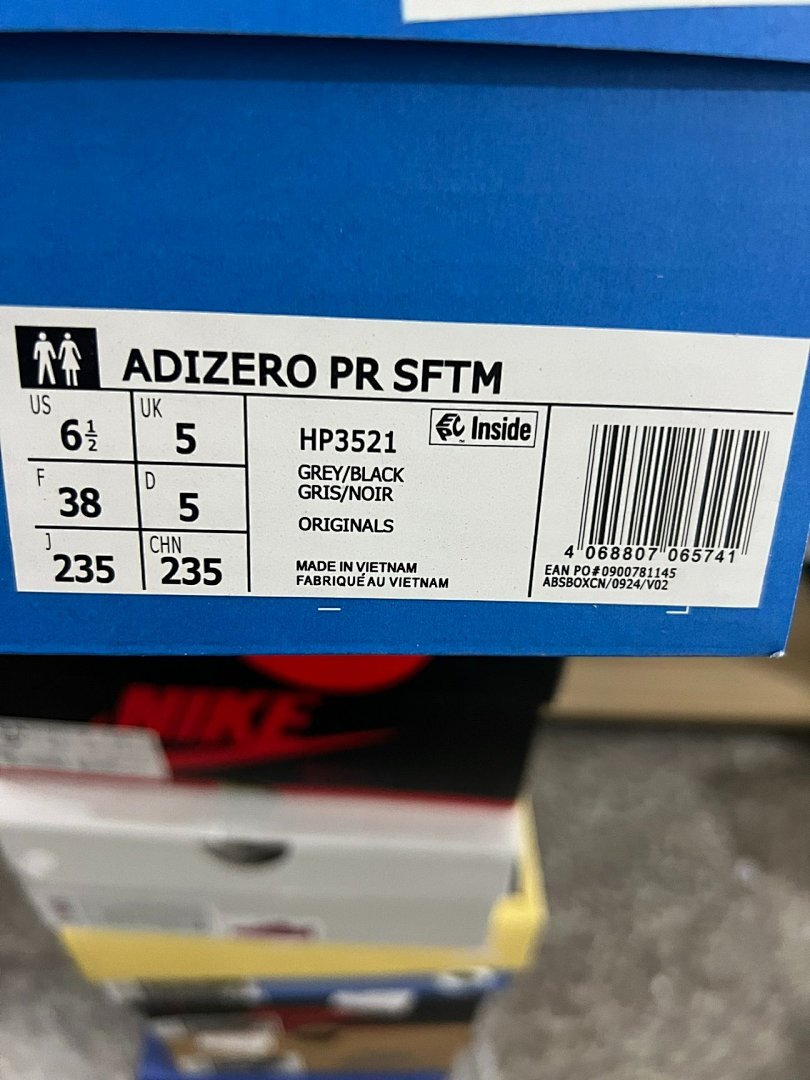 ADIZERO PR SFTM
US 6½ UK 5
F 38 D 5
J 235 CHN 235
HP3521
EPC Inside
GREY/BLACK
GRIS/NOIR
ORIGINALS
MADE IN VIETNAM
FABRIQUÉ AU VIETNAM
4 068807 065741
EAN PO#0900781145
ABSBOXCN/0924/V02
NIKE